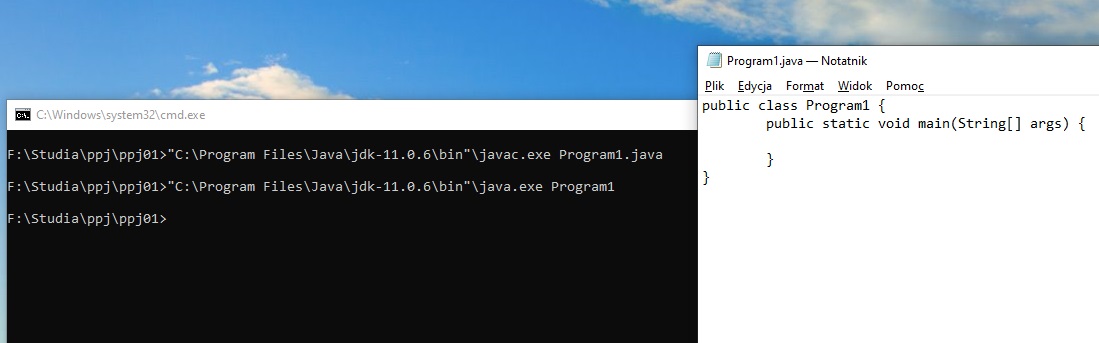 C:\Windows\system32\cmd.exe
F:\Studia\ppj\ppj01>"C:\Program Files\Java\jdk-11.0.6\bin"\javac.exe Program1.java
F:\Studia\ppj\ppj01>"C:\Program Files\Java\jdk-11.0.6\bin"\java.exe Program1
F:\Studia\ppj\ppj01>
Program1.java — Notatnik
Plik Edycja Format Widok Pomoc
public class Program1 {
        public static void main(String[] args) {
        }
}